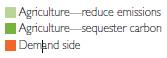 Agriculture—reduce emissions
Agriculture—sequester carbon
Demand side